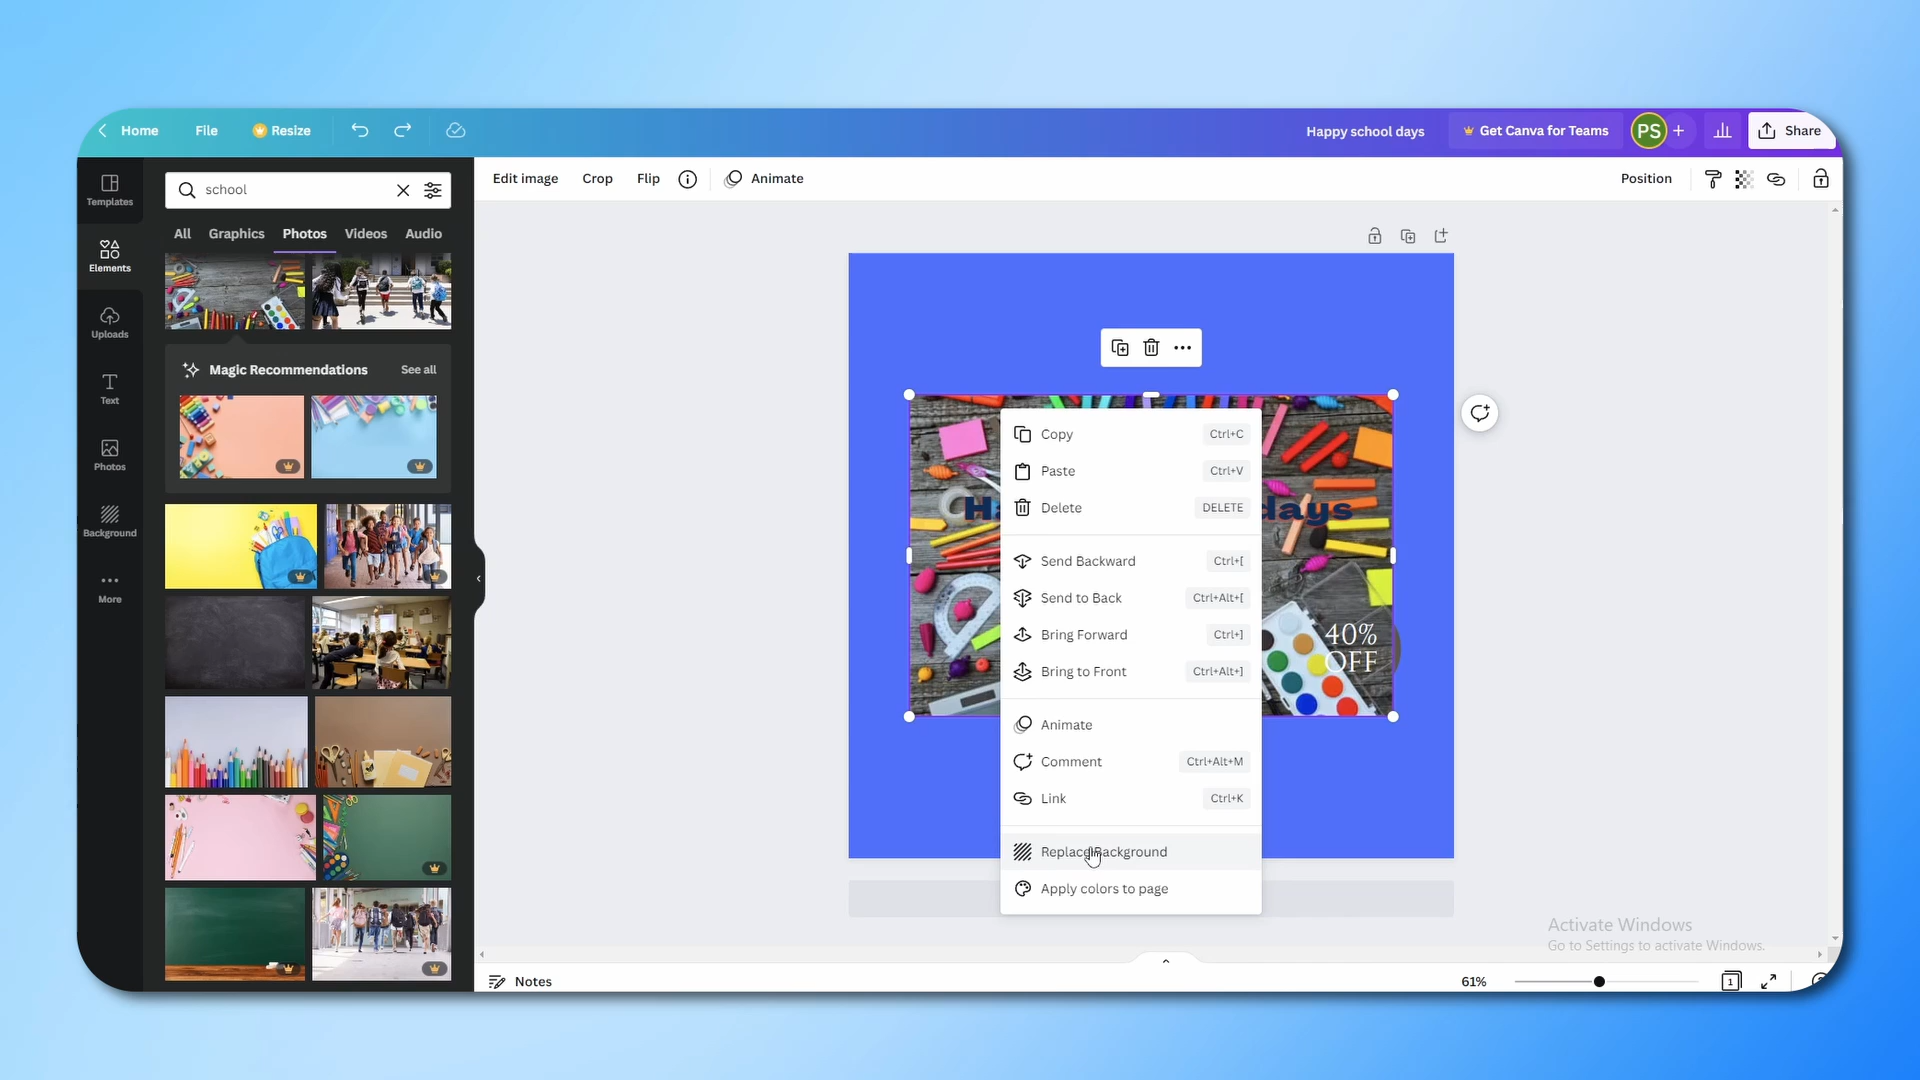 Home File Resize Happy school days Get Canva for Teams PS + Share
Templates
Elements
Uploads
Text
Photos
Background
More
school
All Graphics Photos Videos Audio
Magic Recommendations See all
Edit image Crop Flip Animate Position
Ha days
40%
OFF
Copy Ctrl+C
Paste Ctrl+V
Delete DELETE
Send Backward Ctrl+[
Send to Back Ctrl+Alt+[
Bring Forward Ctrl+]
Bring to Front Ctrl+Alt+]
Animate
Comment Ctrl+Alt+M
Link Ctrl+K
Replace Background
Apply colors to page
Activate Windows
Go to Settings to activate Windows.
Notes 61% 1